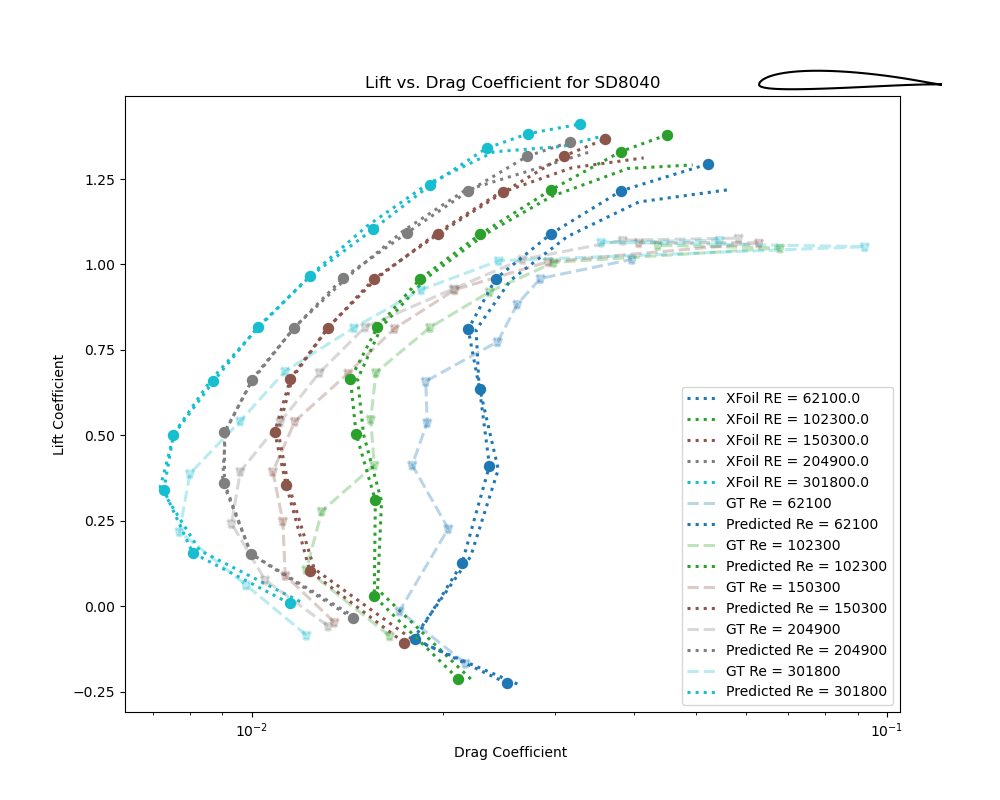 Lift vs. Drag Coefficient for SD8040
Lift Coefficient
1.25
1.00
0.75
0.50
0.25
0.00
−0.25
10⁻²
10⁻¹
Drag Coefficient
XFoil RE = 62100.0
XFoil RE = 102300.0
XFoil RE = 150300.0
XFoil RE = 204900.0
XFoil RE = 301800.0
GT Re = 62100
Predicted Re = 62100
GT Re = 102300
Predicted Re = 102300
GT Re = 150300
Predicted Re = 150300
GT Re = 204900
Predicted Re = 204900
GT Re = 301800
Predicted Re = 301800